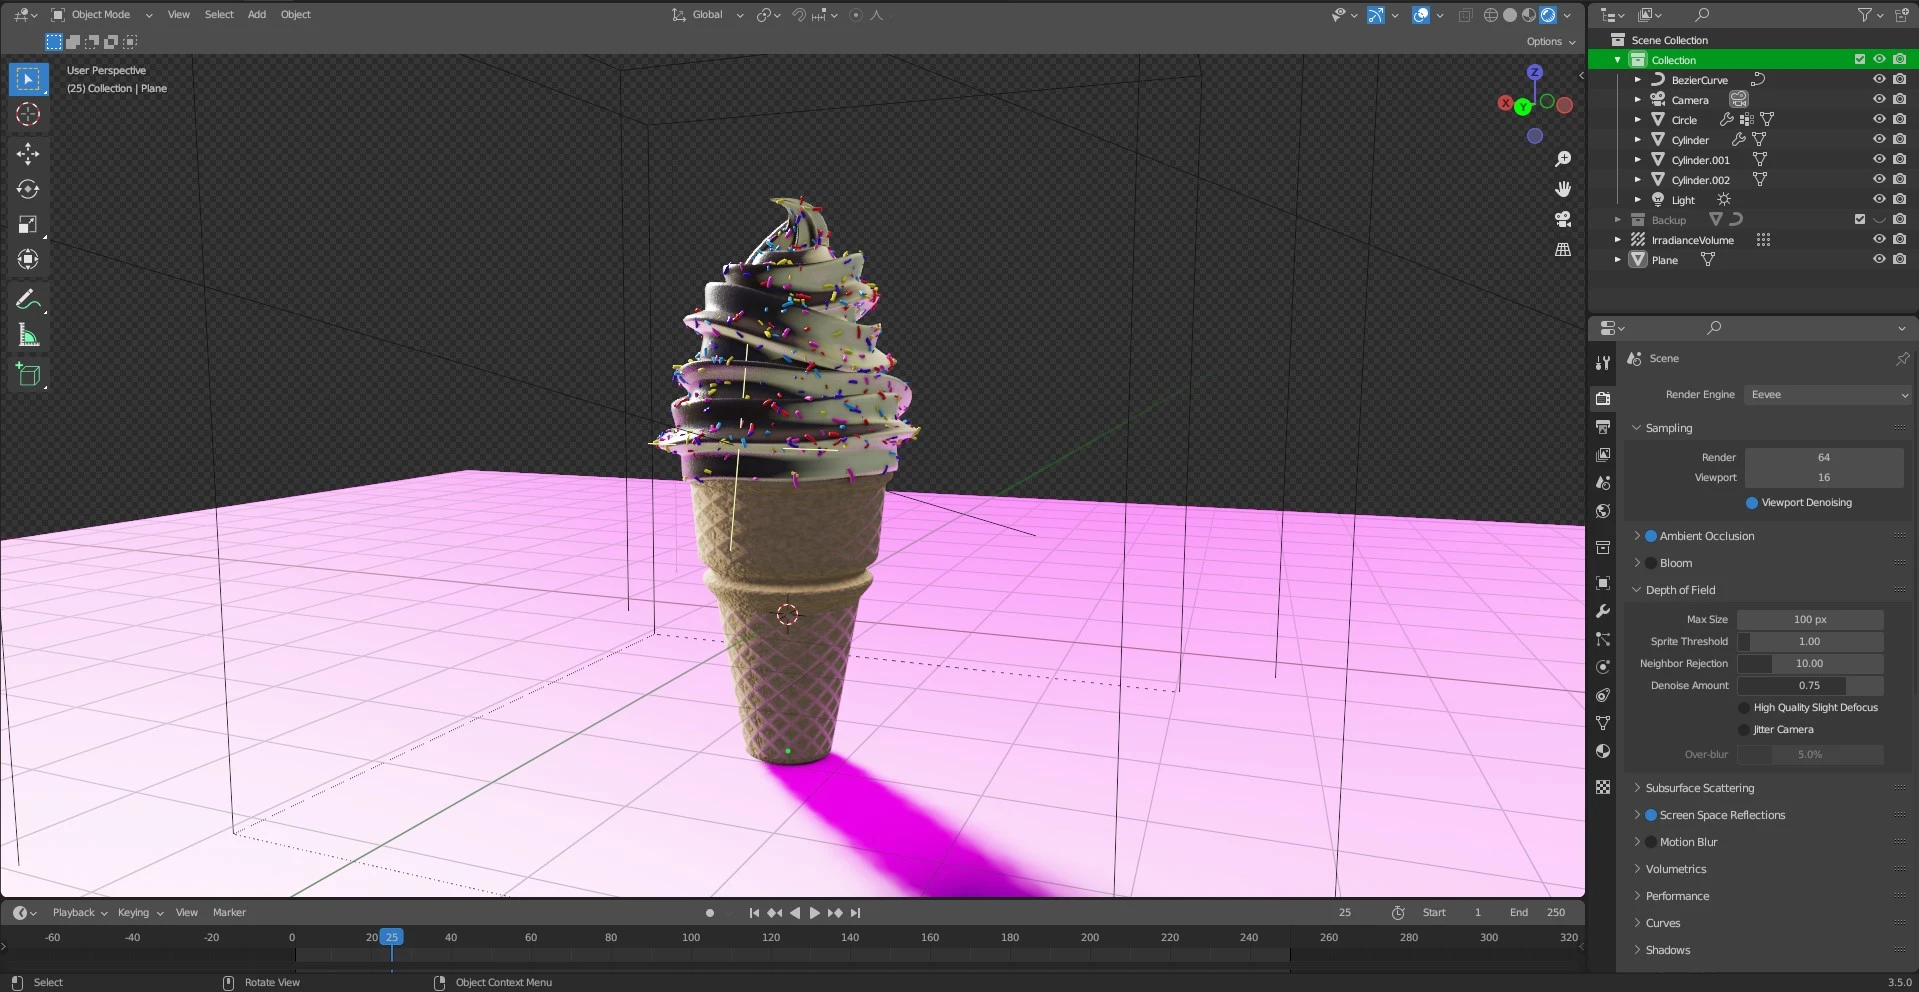 Object Mode View Select Add Object Global
Options
User Perspective
(25) Collection | Plane
Z
X
Y
Scene Collection
Collection
BezierCurve
Camera
Circle
Cylinder
Cylinder.001
Cylinder.002
Light
Backup
IrradianceVolume
Plane
Scene
Render Engine Eevee
Sampling
Render 64
Viewport 16
Viewport Denoising
Ambient Occlusion
Bloom
Depth of Field
Max Size 100 px
Sprite Threshold 1.00
Neighbor Rejection 10.00
Denoise Amount 0.75
High Quality Slight Defocus
Jitter Camera
Over-blur 5.0%
Subsurface Scattering
Screen Space Reflections
Motion Blur
Volumetrics
Performance
Curves
Shadows
Playback Keying View Marker 25 Start 1 End 250
-60 -40 -20 0 20 25 40 60 80 100 120 140 160 180 200 220 240 260 280 300 320
Select Rotate View Object Context Menu 3.5.0